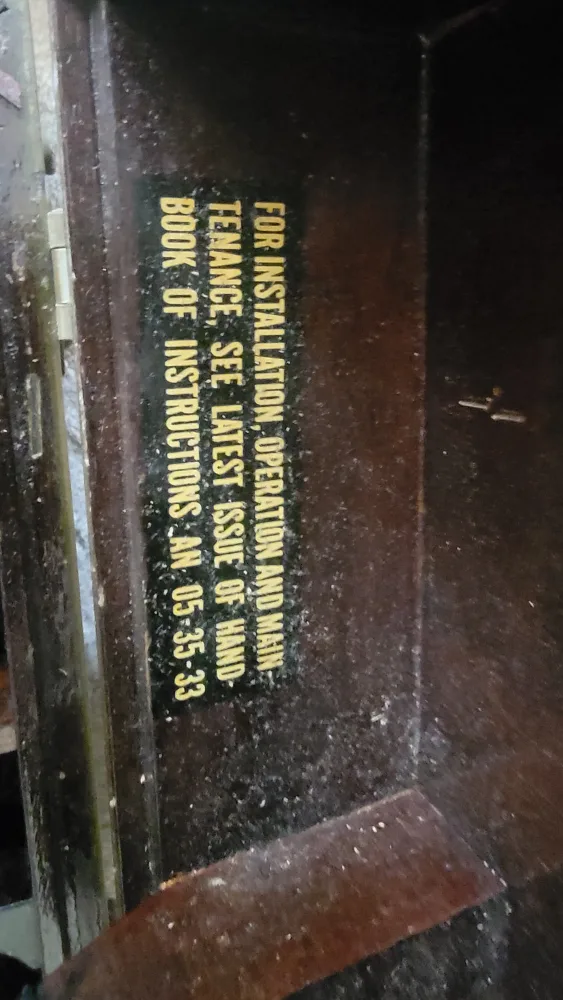 FOR INSTALLATION, OPERATION AND MAIN-
TENANCE, SEE LATEST ISSUE OF HAND-
BOOK OF INSTRUCTIONS AN 05-35-33